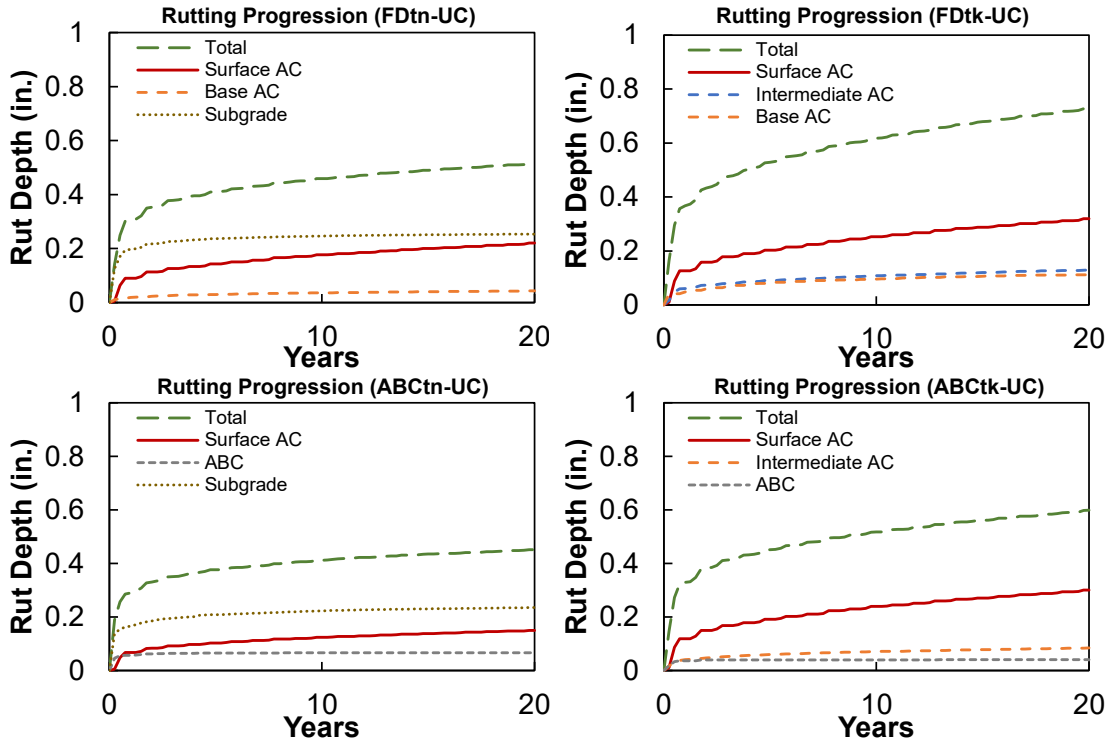 Rutting Progression (FDtn-UC)
Rut Depth (in.)
1
0.8
0.6
0.4
0.2
0
Total
Surface AC
Base AC
Subgrade
0
10
20
Years
Rutting Progression (FDtk-UC)
Rut Depth (in.)
1
0.8
0.6
0.4
0.2
0
Total
Surface AC
Intermediate AC
Base AC
0
10
20
Years
Rutting Progression (ABCtn-UC)
Rut Depth (in.)
1
0.8
0.6
0.4
0.2
0
Total
Surface AC
ABC
Subgrade
0
10
20
Years
Rutting Progression (ABCtk-UC)
Rut Depth (in.)
1
0.8
0.6
0.4
0.2
0
Total
Surface AC
Intermediate AC
ABC
0
10
20
Years